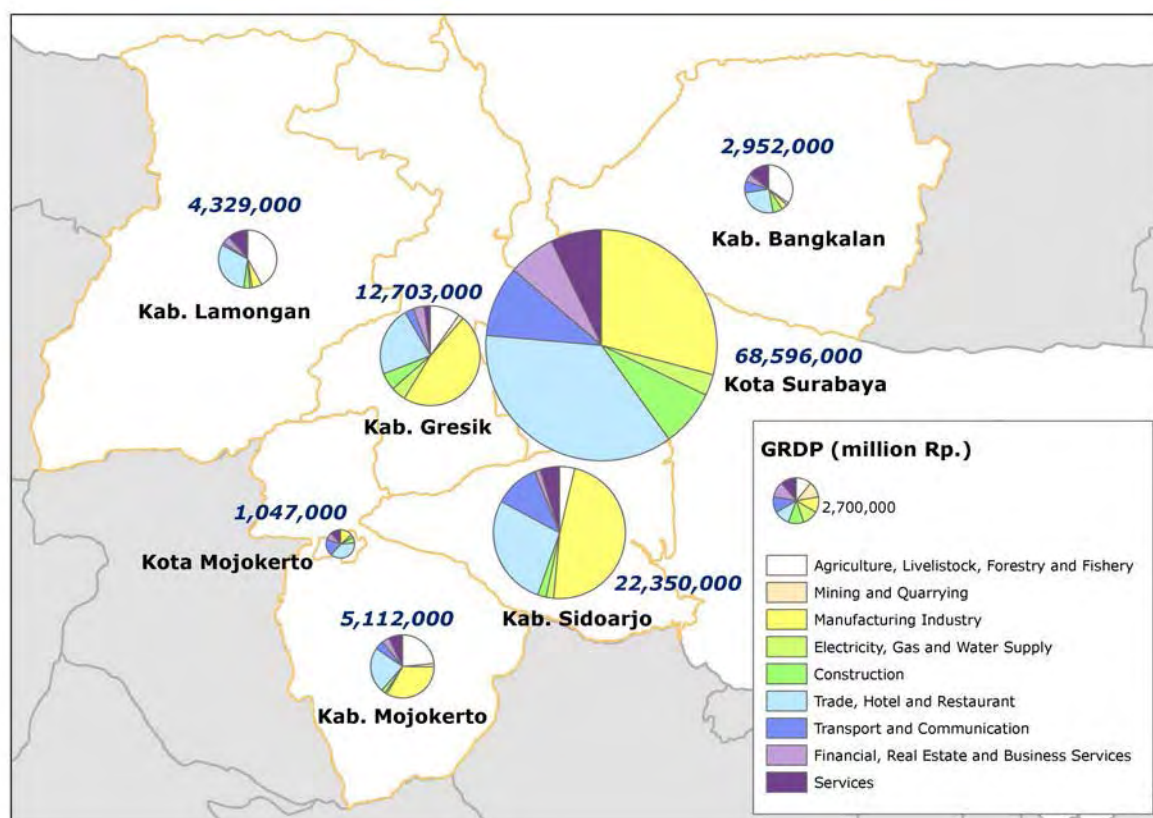 2,952,000
Kab. Bangkalan
4,329,000
Kab. Lamongan
12,703,000
Kab. Gresik
68,596,000
Kota Surabaya
1,047,000
Kota Mojokerto
22,350,000
Kab. Sidoarjo
5,112,000
Kab. Mojokerto
GRDP (million Rp.)
2,700,000
Agriculture, Livelistock, Forestry and Fishery
Mining and Quarrying
Manufacturing Industry
Electricity, Gas and Water Supply
Construction
Trade, Hotel and Restaurant
Transport and Communication
Financial, Real Estate and Business Services
Services